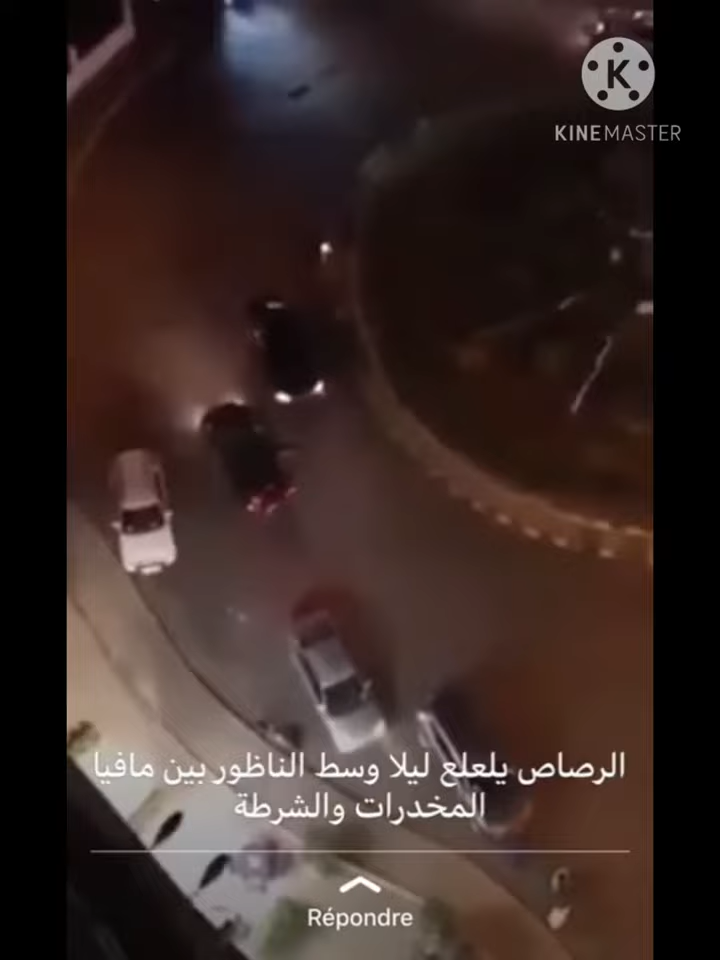 K
KINEMASTER
الرصاص يلعلع ليلا وسط الناظور بين مافيا
المخدرات والشرطة
Répondre